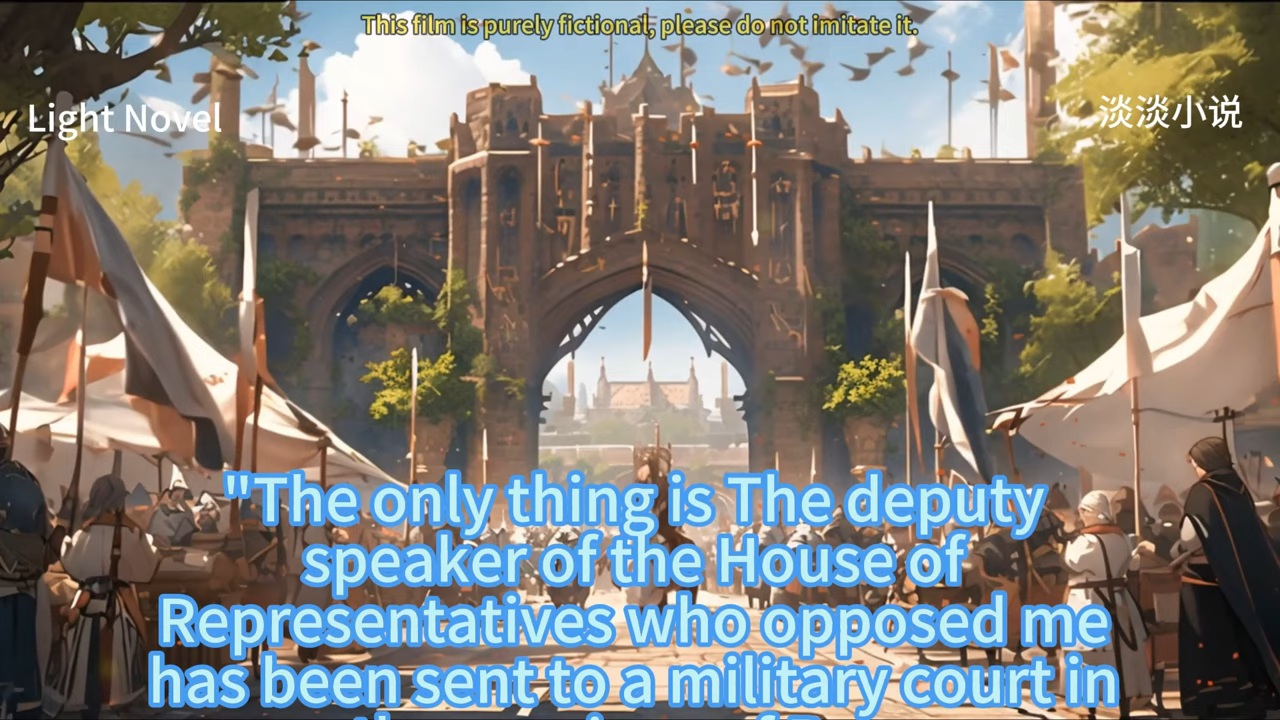 This film is purely fictional, please do not imitate it.
Light Novel
淡淡小说
"The only thing is The deputy
speaker of the House of
Representatives who opposed me
has been sent to a military court in